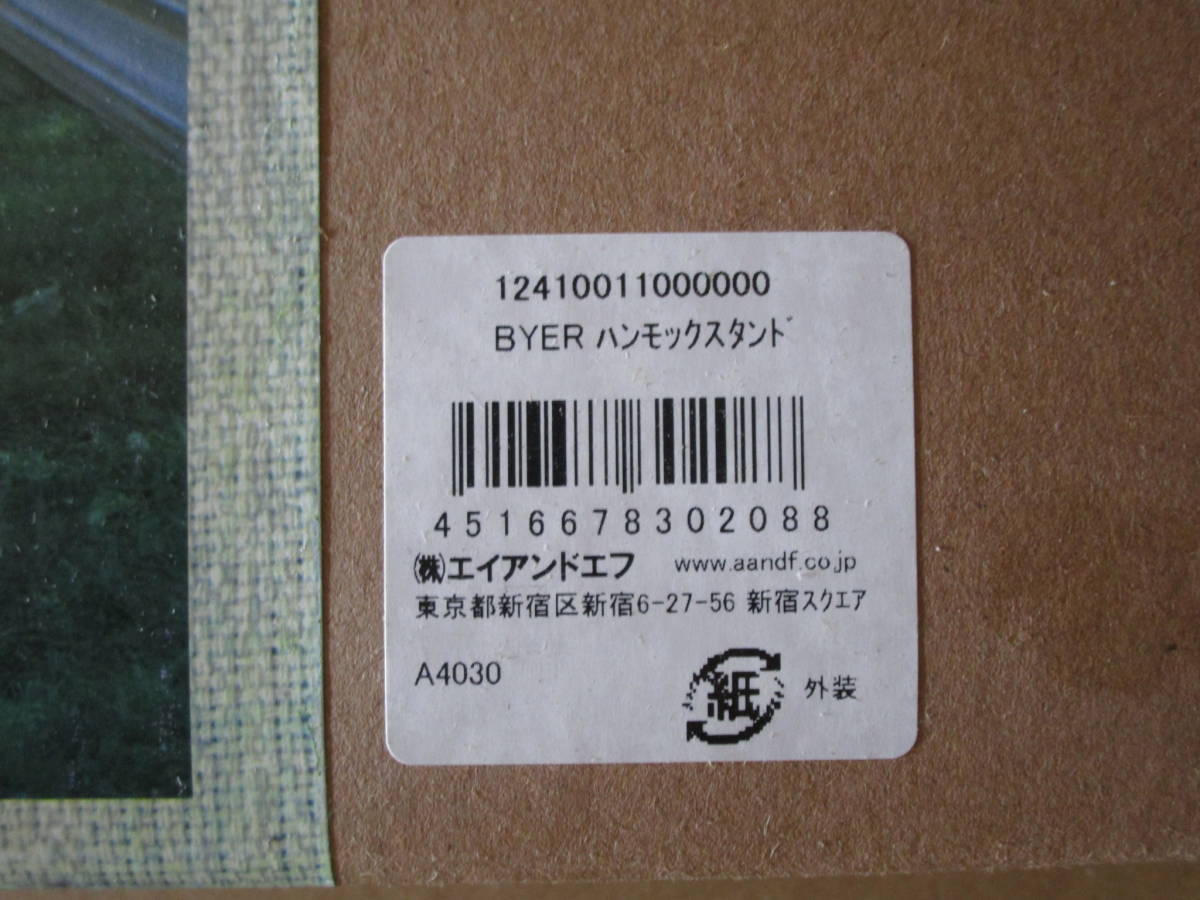 12410011000000
BYER ﾊﾝﾓｯｸｽﾀﾝﾄﾞ
4516678302088
㈱エイアンドエフ www.aandf.co.jp
東京都新宿区新宿6-27-56 新宿ｽｸｴｱ
A4030
紙 外装